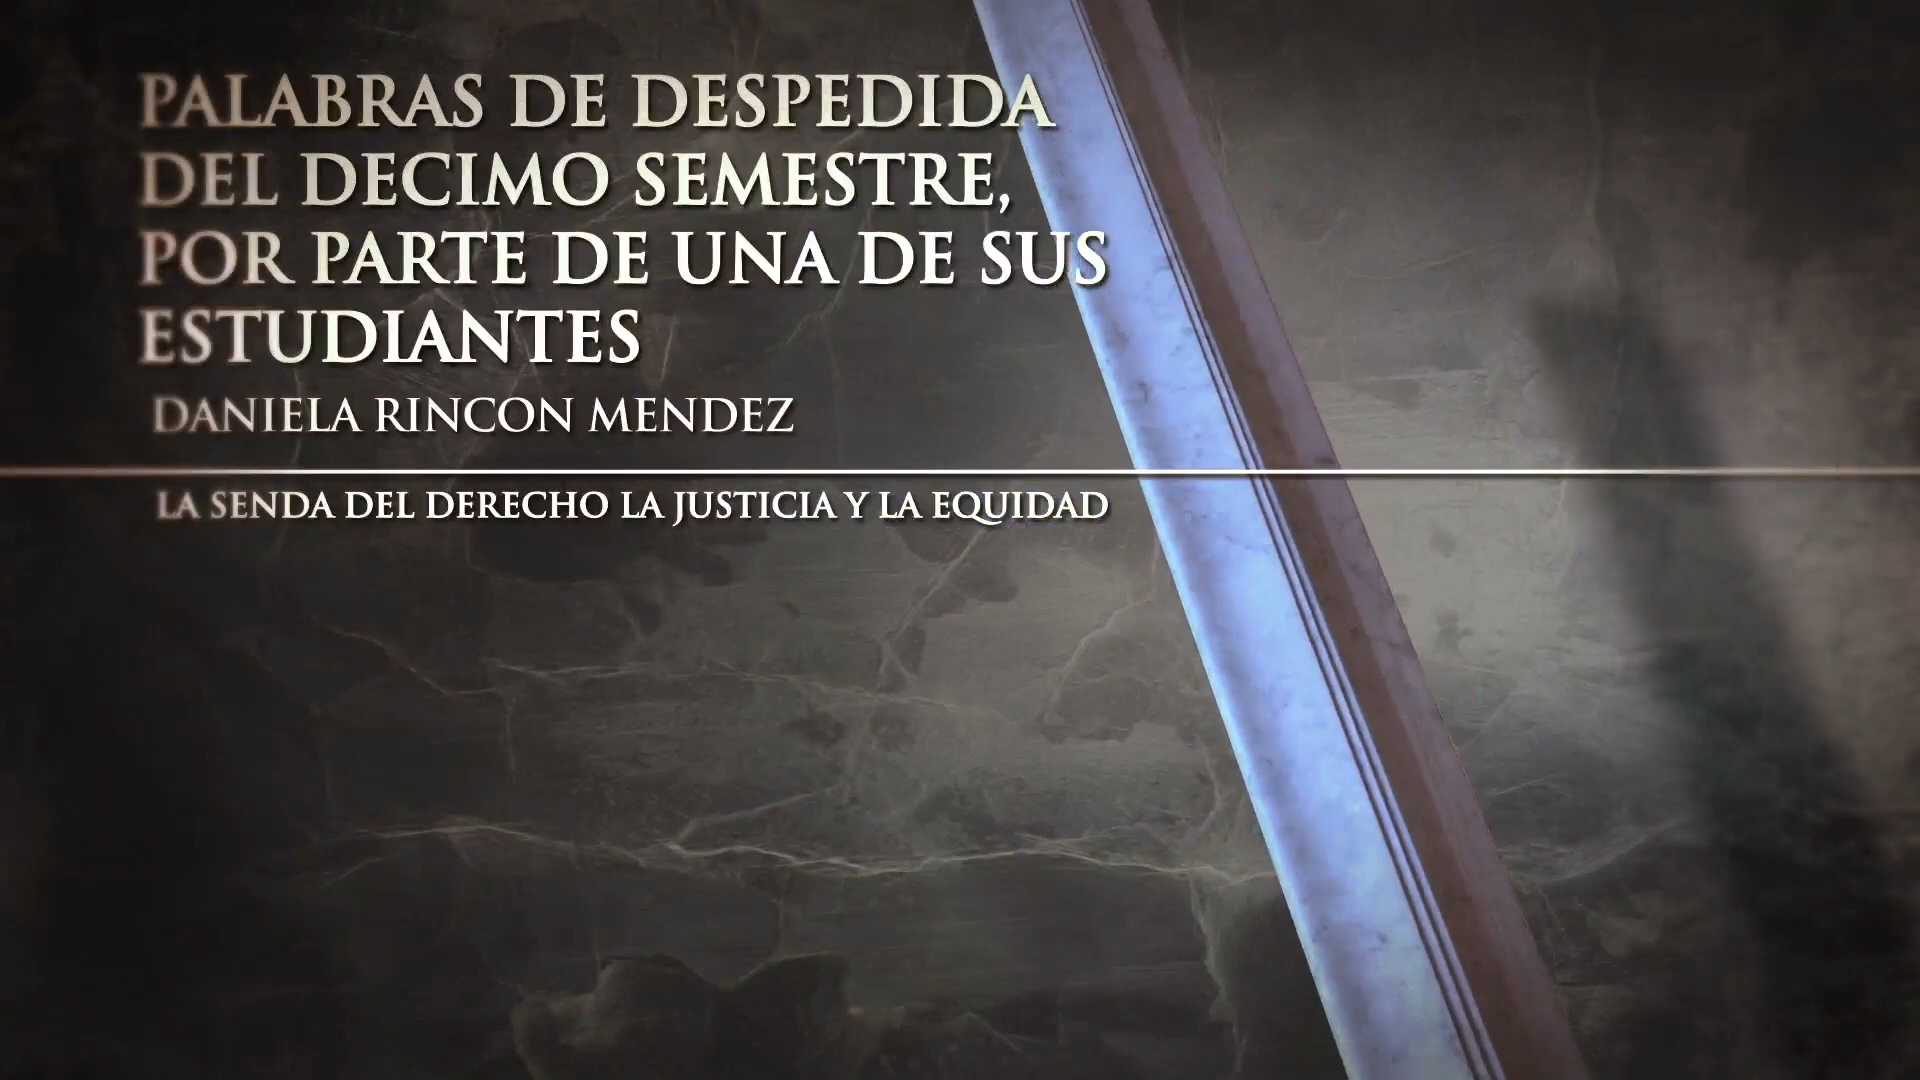 PALABRAS DE DESPEDIDA
DEL DECIMO SEMESTRE,
POR PARTE DE UNA DE SUS
ESTUDIANTES
DANIELA RINCON MENDEZ
LA SENDA DEL DERECHO LA JUSTICIA Y LA EQUIDAD